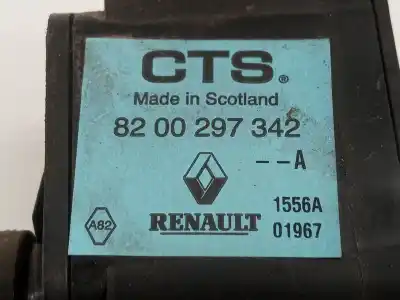 CTS®
Made in Scotland
82 00 297 342
--A
1556A
A82
RENAULT
01967